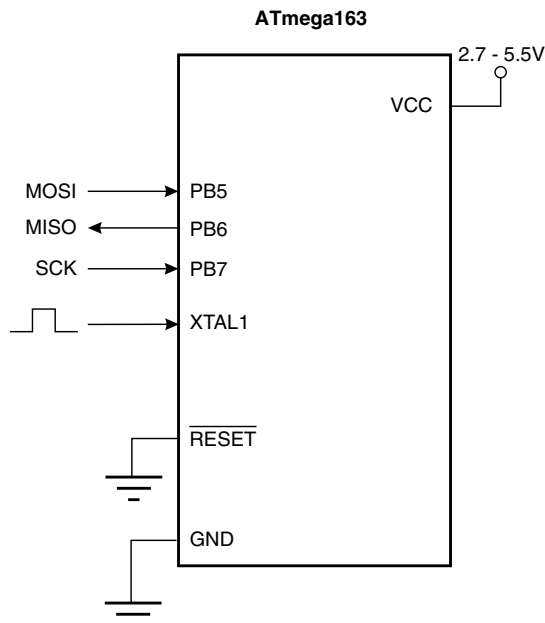 ATmega163
2.7 - 5.5V
VCC
MOSI PB5
MISO PB6
SCK PB7
XTAL1
RESET
GND